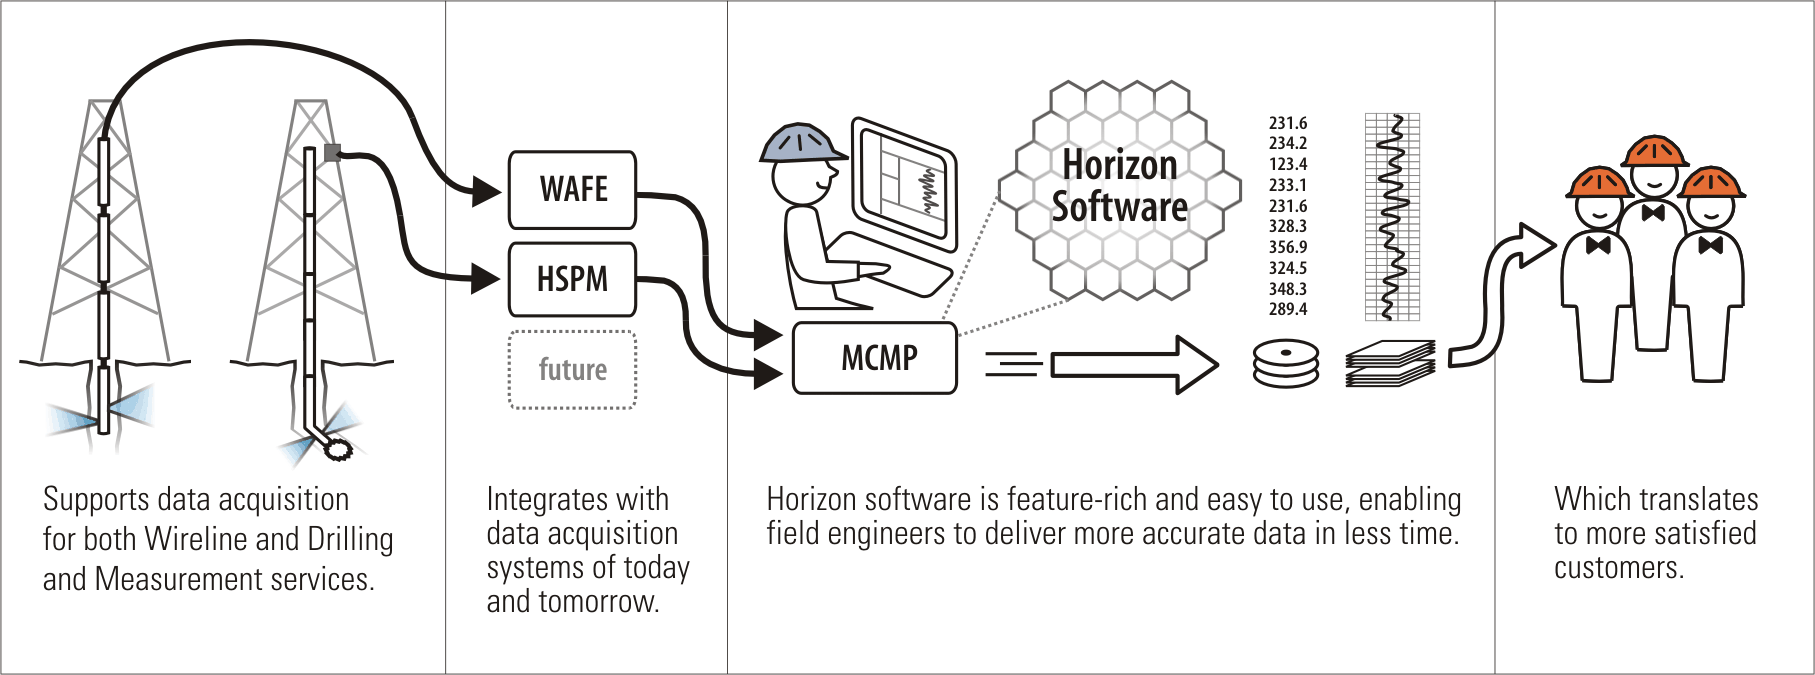 WAFE
HSPM
future
MCMP
Horizon
Software
231.6
234.2
123.4
233.1
231.6
328.3
356.9
324.5
348.3
289.4
Supports data acquisition
for both Wireline and Drilling
and Measurement services.
Integrates with
data acquisition
systems of today
and tomorrow.
Horizon software is feature-rich and easy to use, enabling
field engineers to deliver more accurate data in less time.
Which translates
to more satisfied
customers.